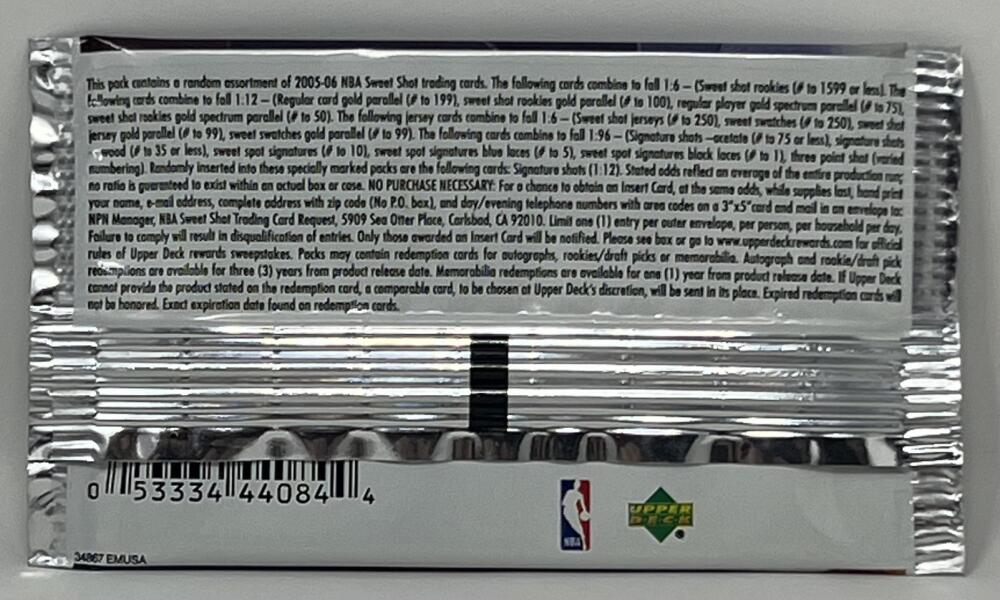 This pack contains a random assortment of 2005-06 NBA Sweet Shot trading cards. The following cards combine to fall 1:6 – (Sweet shot rookies (# to 1599 or less). The
following cards combine to fall 1:12 – (Regular card gold parallel (# to 199), sweet shot rookies gold parallel (# to 100), regular player gold spectrum parallel (# to 75),
sweet shot rookies gold spectrum parallel (# to 50). The following jersey cards combine to fall 1:6 – (Sweet shot jerseys (# to 250), sweet swatches (# to 250), sweet shot
jersey gold parallel (# to 99), sweet swatches gold parallel (# to 99). The following cards combine to fall 1:96 – (Signature shots –acetate (# to 75 or less), signature shots
–wood (# to 35 or less), sweet spot signatures (# to 10), sweet spot signatures blue laces (# to 5), sweet spot signatures black laces (# to 1), three point shot (varied
numbering). Randomly inserted into these specially marked packs are the following cards: Signature shots (1:12). Stated odds reflect an average of the entire production run;
no ratio is guaranteed to exist within an actual box or case. NO PURCHASE NECESSARY: For a chance to obtain an Insert Card, at the same odds, while supplies last, hand print
your name, e-mail address, complete address with zip code (No P.O. box), and day/evening telephone numbers with area codes on a 3"x5"card and mail in an envelope to:
NPN Manager, NBA Sweet Shot Trading Card Request, 5909 Sea Otter Place, Carlsbad, CA 92010. Limit one (1) entry per outer envelope, per person, per household per day.
Failure to comply will result in disqualification of entries. Only those awarded an Insert Card will be notified. Please see box or go to www.upperdeckrewards.com for official
rules of Upper Deck rewards sweepstakes. Packs may contain redemption cards for autographs, rookies/draft picks or memorabilia. Autograph and rookie/draft pick
redemptions are available for three (3) years from product release date. Memorabilia redemptions are available for one (1) year from product release date. If Upper Deck
cannot provide the product stated on the redemption card, a comparable card, to be chosen at Upper Deck's discretion, will be sent in its place. Expired redemption cards will
not be honored. Exact expiration date found on redemption cards.
0 53334 44084 4
NBA
UPPER DECK ®
34867 EMUSA